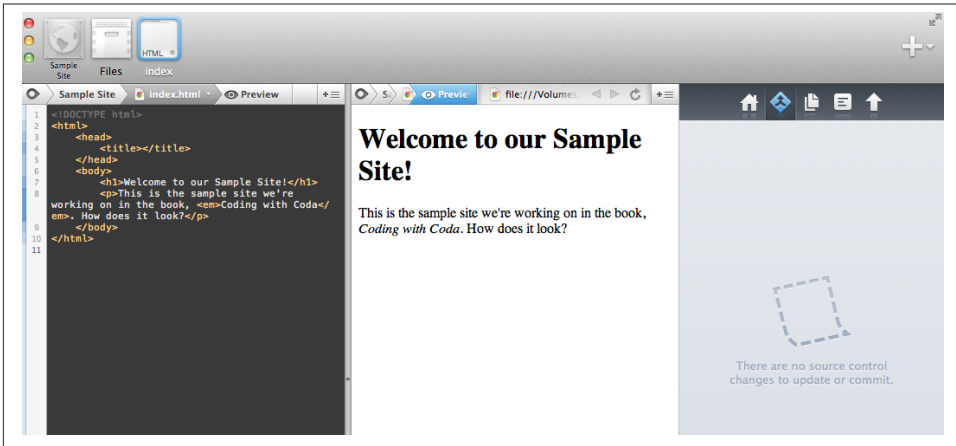 HTML
Sample
Site
Files
index
Sample Site
index.html
Preview
1 <!DOCTYPE html>
2 <html>
3 <head>
4 <title></title>
5 </head>
6 <body>
7 <h1>Welcome to our Sample Site!</h1>
8 <p>This is the sample site we're
working on in the book, <em>Coding with Coda</
em>. How does it look?</p>
9 </body>
10 </html>
11
S
Previe
file:///Volumes
Welcome to our Sample
Site!
This is the sample site we're working on in the book,
Coding with Coda. How does it look?
There are no source control
changes to update or commit.